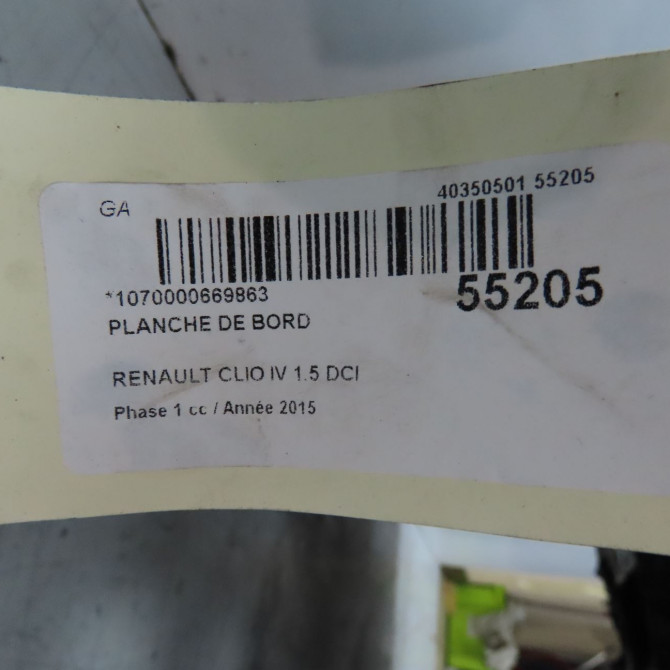 GA
40350501 55205
*1070000669863
55205
PLANCHE DE BORD
RENAULT CLIO IV 1.5 DCI
Phase 1 cc / Année 2015